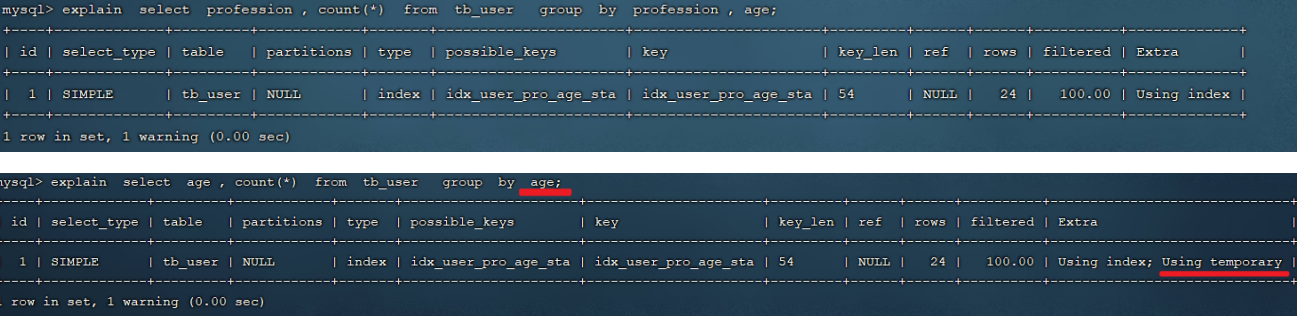 mysql> explain select profession , count(*) from tb_user group by profession , age;
+----+-------------+---------+------------+-------+----------------------+----------------------+---------+------+------+----------+-------------+
| id | select_type | table | partitions | type | possible_keys | key | key_len | ref | rows | filtered | Extra |
+----+-------------+---------+------------+-------+----------------------+----------------------+---------+------+------+----------+-------------+
| 1 | SIMPLE | tb_user | NULL | index | idx_user_pro_age_sta | idx_user_pro_age_sta | 54 | NULL | 24 | 100.00 | Using index |
+----+-------------+---------+------------+-------+----------------------+----------------------+---------+------+------+----------+-------------+
1 row in set, 1 warning (0.00 sec)
mysql> explain select age , count(*) from tb_user group by age;
----+-------------+---------+------------+-------+----------------------+----------------------+---------+------+------+----------+------------------------------+
id | select_type | table | partitions | type | possible_keys | key | key_len | ref | rows | filtered | Extra |
----+-------------+---------+------------+-------+----------------------+----------------------+---------+------+------+----------+------------------------------+
1 | SIMPLE | tb_user | NULL | index | idx_user_pro_age_sta | idx_user_pro_age_sta | 54 | NULL | 24 | 100.00 | Using index; Using temporary |
----+-------------+---------+------------+-------+----------------------+----------------------+---------+------+------+----------+------------------------------+
1 row in set, 1 warning (0.00 sec)